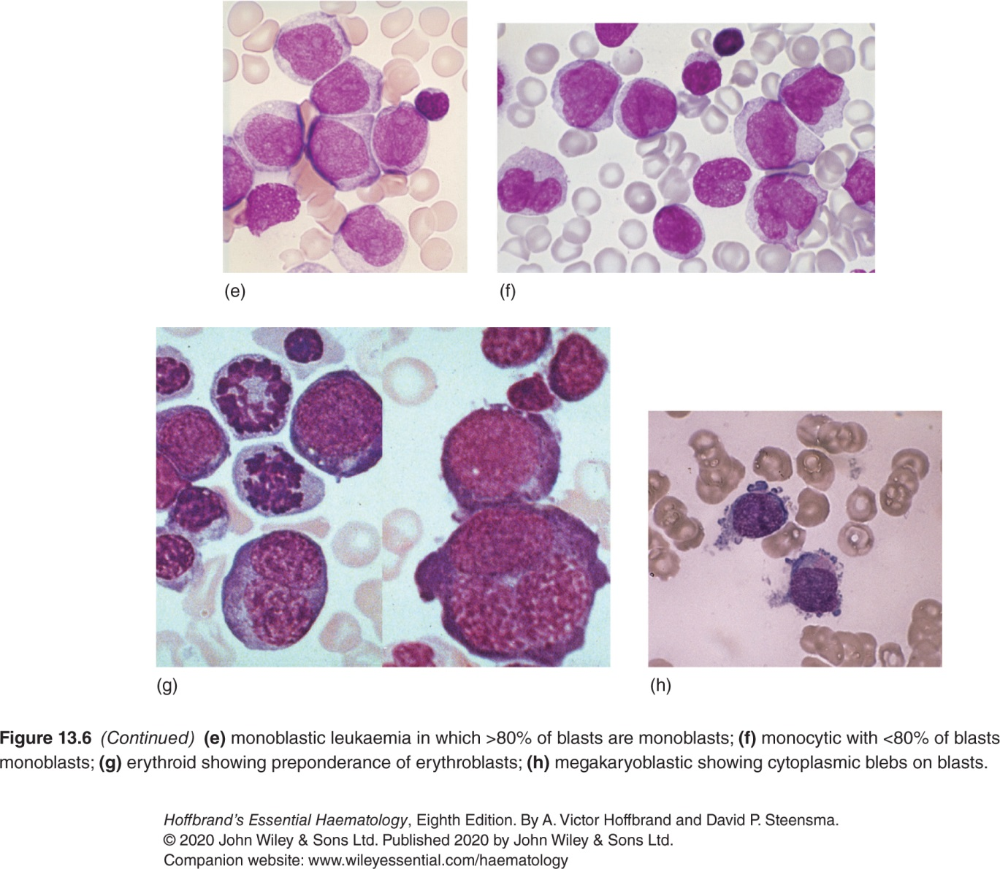 (e)
(f)
(g)
(h)
Figure 13.6 (Continued) (e) monoblastic leukaemia in which >80% of blasts are monoblasts; (f) monocytic with <80% of blasts
monoblasts; (g) erythroid showing preponderance of erythroblasts; (h) megakaryoblastic showing cytoplasmic blebs on blasts.
Hoffbrand’s Essential Haematology, Eighth Edition. By A. Victor Hoffbrand and David P. Steensma.
© 2020 John Wiley & Sons Ltd. Published 2020 by John Wiley & Sons Ltd.
Companion website: www.wileyessential.com/haematology